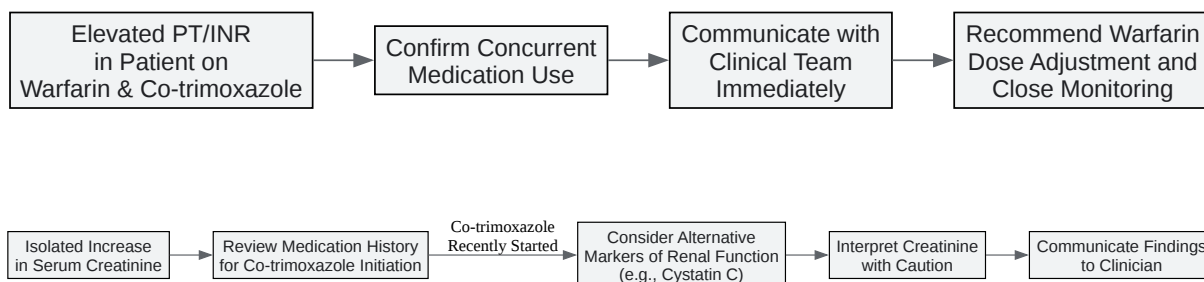 Elevated PT/INR
in Patient on
Warfarin & Co-trimoxazole
Confirm Concurrent
Medication Use
Communicate with
Clinical Team
Immediately
Recommend Warfarin
Dose Adjustment and
Close Monitoring
Isolated Increase
in Serum Creatinine
Review Medication History
for Co-trimoxazole Initiation
Co-trimoxazole
Recently Started
Consider Alternative
Markers of Renal Function
(e.g., Cystatin C)
Interpret Creatinine
with Caution
Communicate Findings
to Clinician